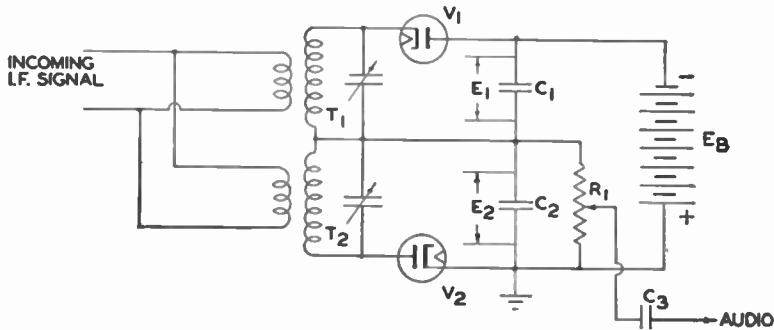 INCOMING
I.F. SIGNAL
T1
T2
V1
V2
E1
C1
E2
C2
R1
EB
−
+
C3
AUDIO